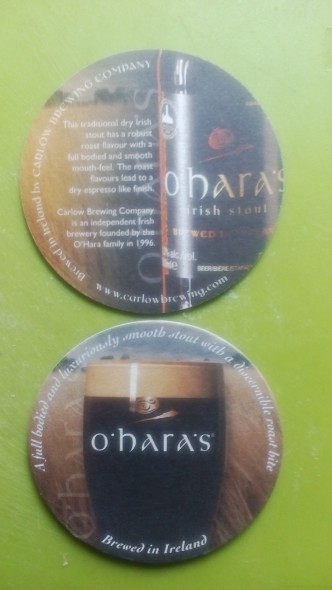 Brewed in Ireland by CARLOW BREWING COMPANY
This traditional dry Irish
stout has a robust
roast flavour with a
full bodied and smooth
mouth-feel. The roast
flavours lead to a
dry espresso like finish.
Carlow Brewing Company
is an independent Irish
brewery founded by the
O'Hara family in 1996.
www.carlowbrewing.com
O'hara's
irish stout
BREWED
A full bodied and luxuriously smooth stout with a discernible roast bite
O'hara's
Brewed in Ireland